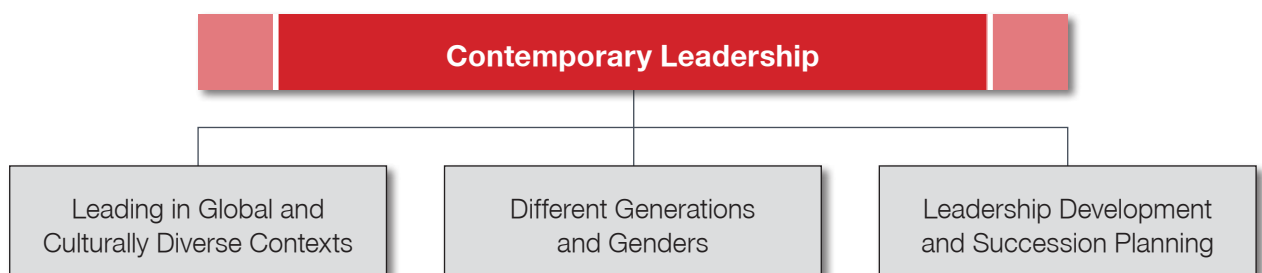 Contemporary Leadership
Leading in Global and
Culturally Diverse Contexts
Different Generations
and Genders
Leadership Development
and Succession Planning